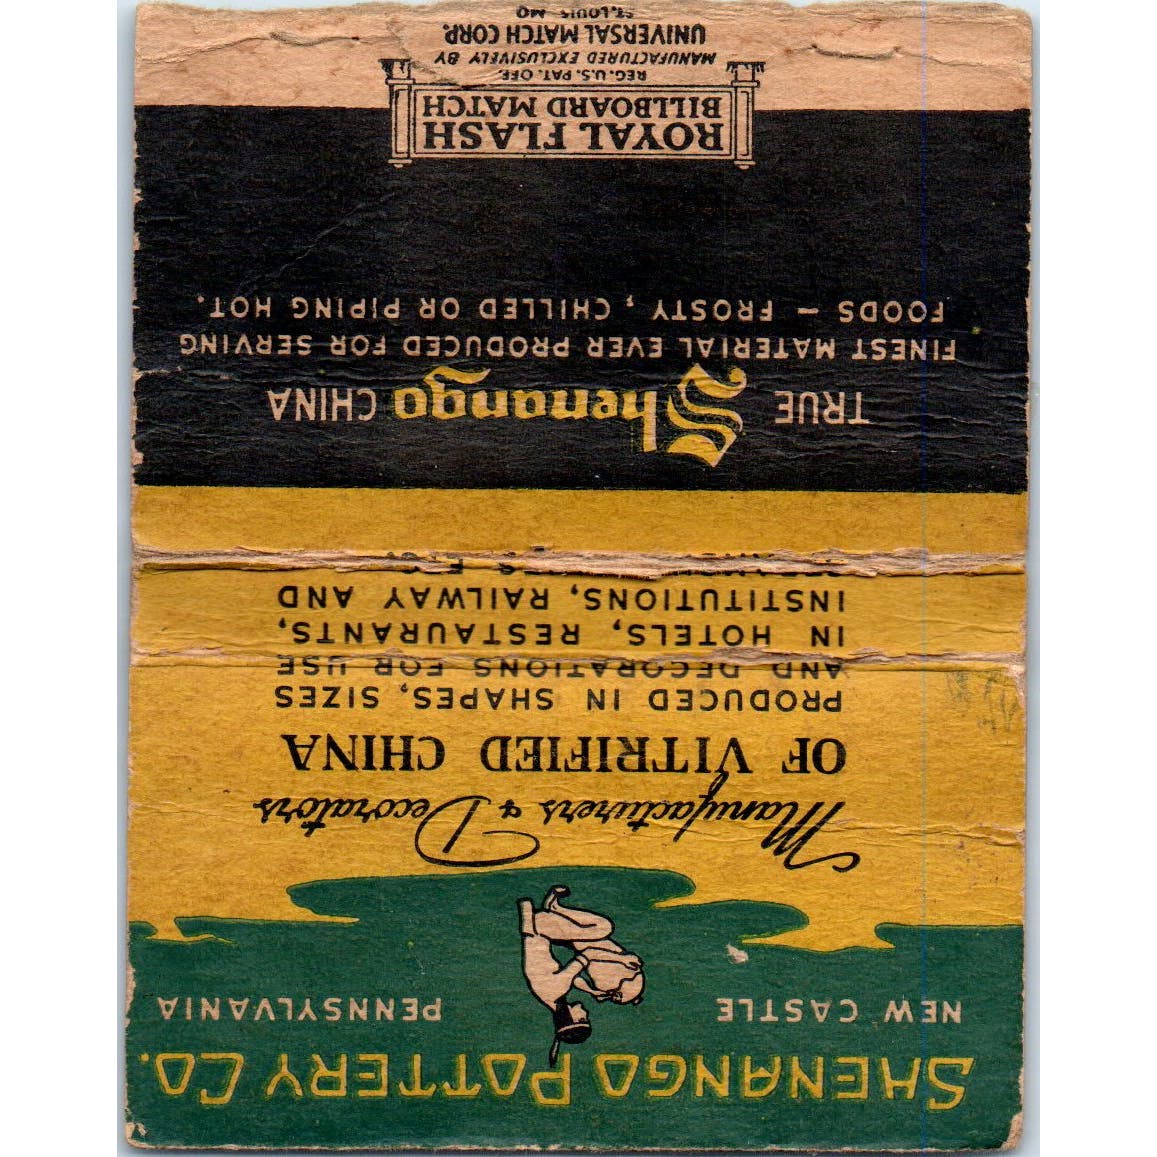 SHENANGO POTTERY CO.
NEW CASTLE PENNSYLVANIA
Manufacturers & Decorators
OF VITRIFIED CHINA
PRODUCED IN SHAPES, SIZES
AND DECORATIONS FOR USE
IN HOTELS, RESTAURANTS,
INSTITUTIONS, RAILWAY AND
TRUE Shenango CHINA
FINEST MATERIAL EVER PRODUCED FOR SERVING
FOODS — FROSTY, CHILLED OR PIPING HOT.
ROYAL FLASH
BILLBOARD MATCH
REG. U.S. PAT. OFF.
MANUFACTURED EXCLUSIVELY BY
UNIVERSAL MATCH CORP.
ST. LOUIS MO